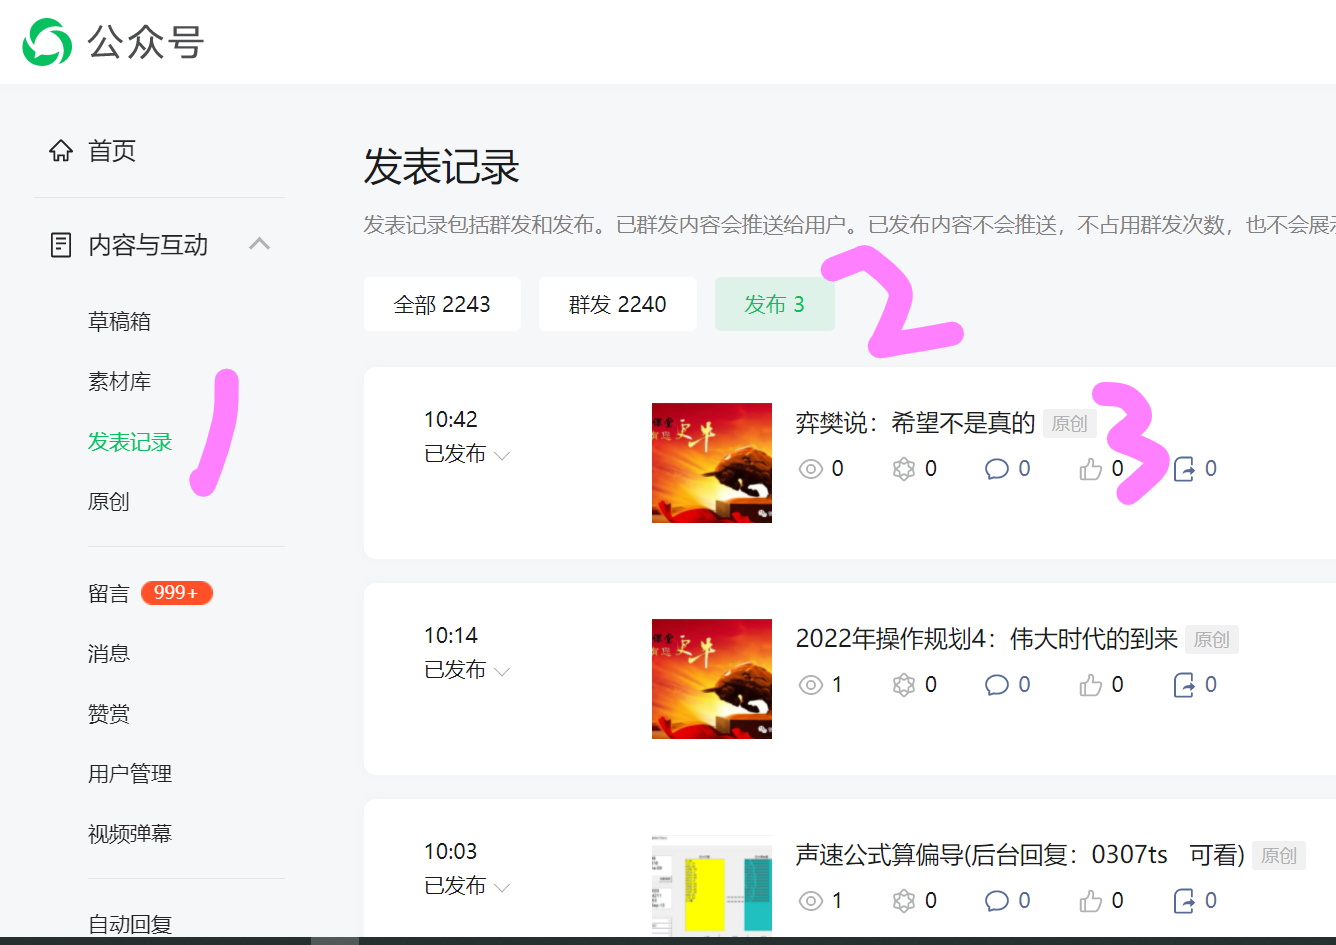 公众号
首页
内容与互动
草稿箱
素材库
发表记录
原创
留言 999+
消息
赞赏
用户管理
视频弹幕
自动回复
发表记录
发表记录包括群发和发布。已群发内容会推送给用户。已发布内容不会推送，不占用群发次数，也不会展示
全部 2243 群发 2240 发布 3
1
2
3
10:42
已发布
更牛
弈樊说：希望不是真的 原创
0 0 0 0 0
10:14
已发布
更牛
2022年操作规划4：伟大时代的到来 原创
1 0 0 0 0
10:03
已发布
声速公式算偏导(后台回复：0307ts 可看) 原创
1 0 0 0 0